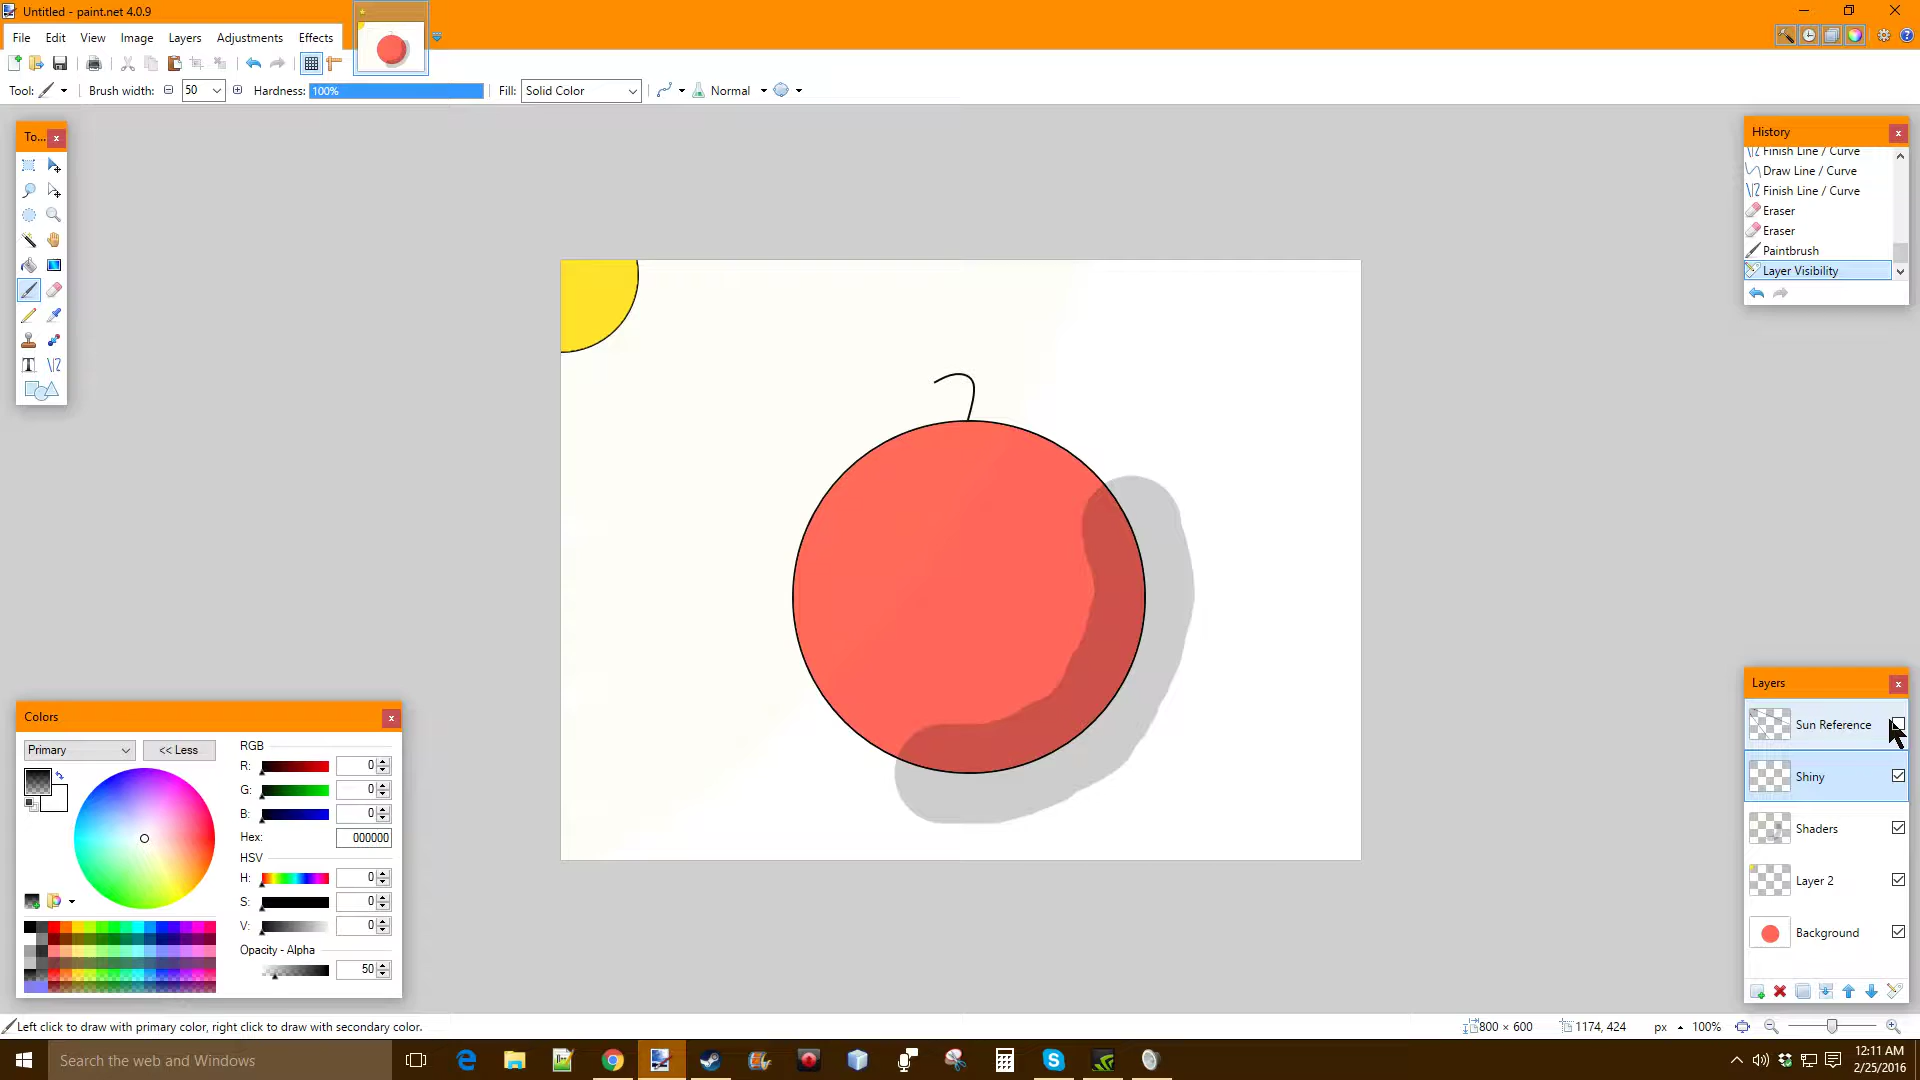 Untitled - paint.net 4.0.9
File Edit View Image Layers Adjustments Effects
Tool: Brush width: 50 Hardness: 100% Fill: Solid Color Normal
To...
History
Finish Line / Curve
Draw Line / Curve
Finish Line / Curve
Eraser
Eraser
Paintbrush
Layer Visibility
Layers
Sun Reference
Shiny
Shaders
Layer 2
Background
Colors
Primary << Less
RGB
R: 0
G: 0
B: 0
Hex: 000000
HSV
H: 0
S: 0
V: 0
Opacity - Alpha
50
Left click to draw with primary color, right click to draw with secondary color.
800 × 600 1174, 424 px 100%
Search the web and Windows
12:11 AM
2/25/2016